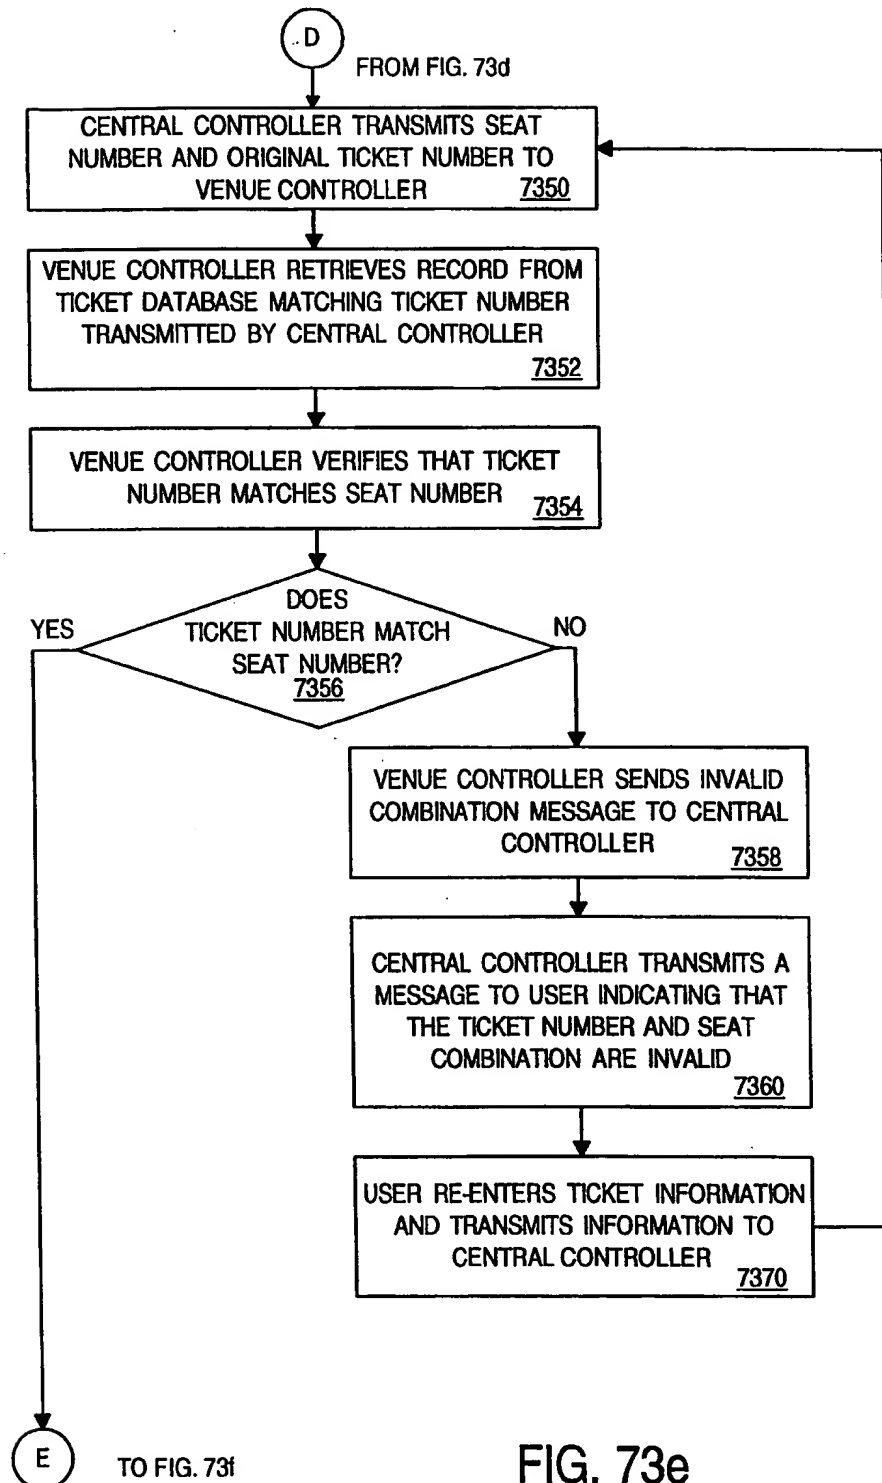 D
FROM FIG. 73d
CENTRAL CONTROLLER TRANSMITS SEAT
NUMBER AND ORIGINAL TICKET NUMBER TO
VENUE CONTROLLER
7350
VENUE CONTROLLER RETRIEVES RECORD FROM
TICKET DATABASE MATCHING TICKET NUMBER
TRANSMITTED BY CENTRAL CONTROLLER
7352
VENUE CONTROLLER VERIFIES THAT TICKET
NUMBER MATCHES SEAT NUMBER
7354
DOES
TICKET NUMBER MATCH
SEAT NUMBER?
7356
YES
NO
VENUE CONTROLLER SENDS INVALID
COMBINATION MESSAGE TO CENTRAL
CONTROLLER
7358
CENTRAL CONTROLLER TRANSMITS A
MESSAGE TO USER INDICATING THAT
THE TICKET NUMBER AND SEAT
COMBINATION ARE INVALID
7360
USER RE-ENTERS TICKET INFORMATION
AND TRANSMITS INFORMATION TO
CENTRAL CONTROLLER
7370
E
TO FIG. 73f
FIG. 73e